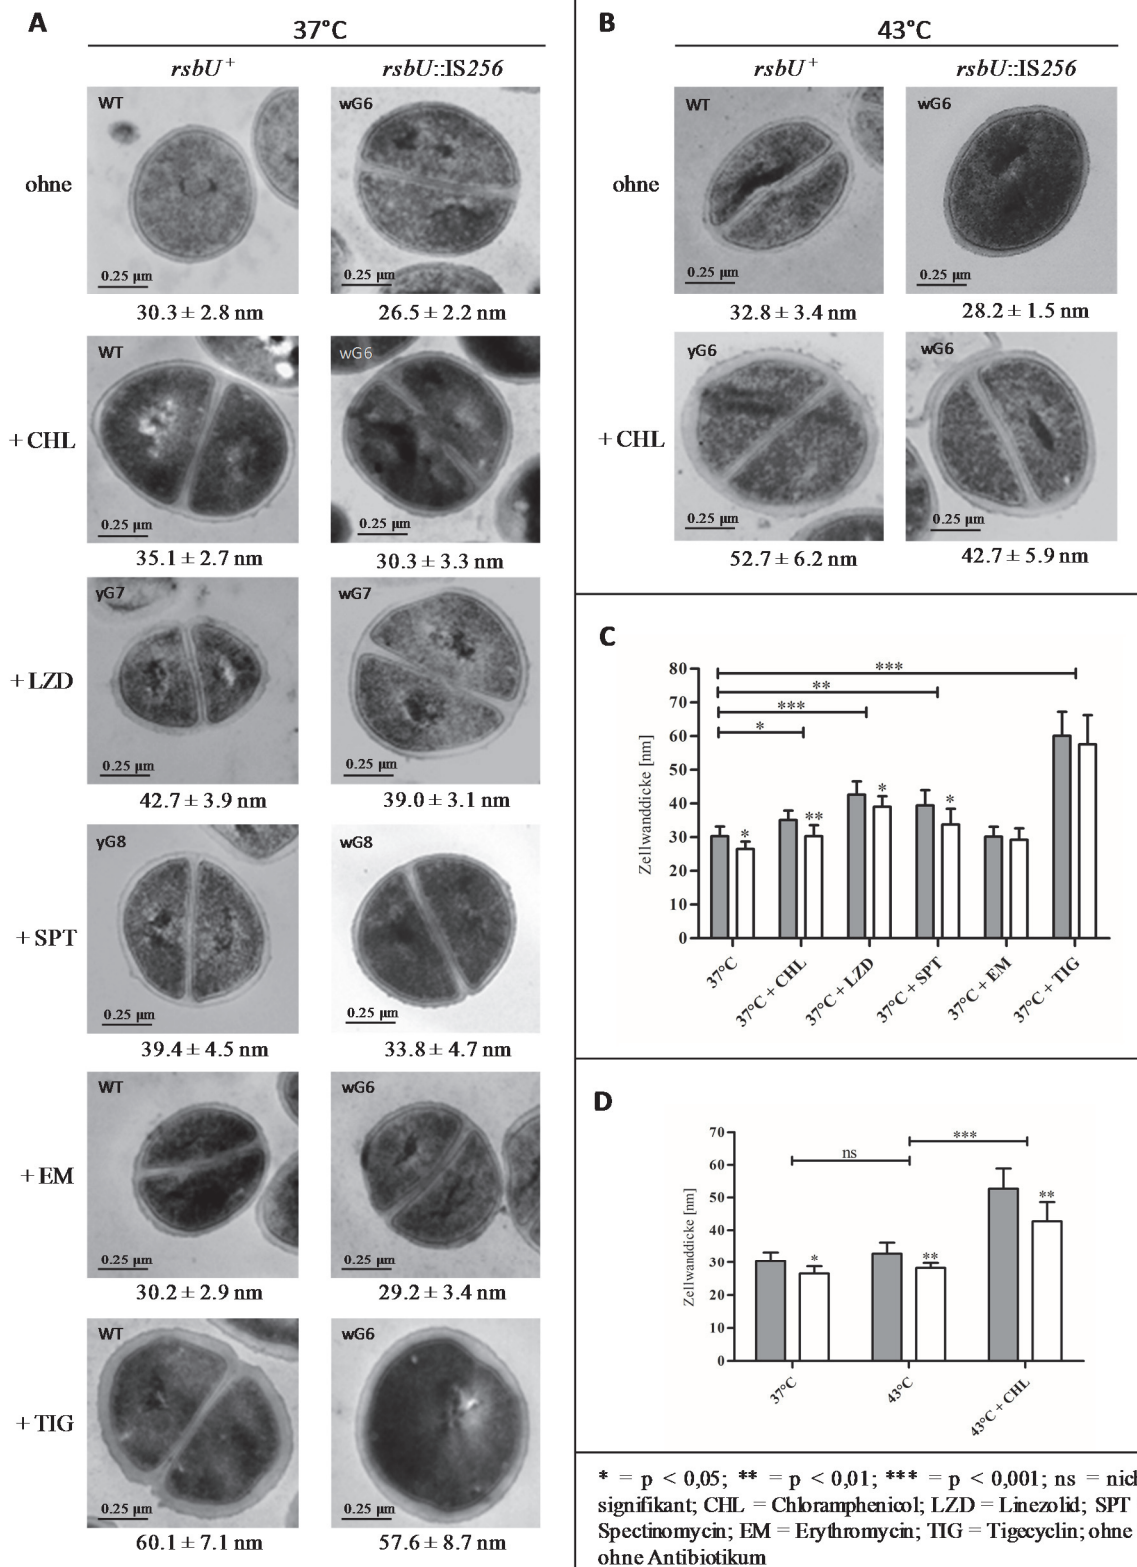 A
37°C
rsbU⁺ rsbU::IS256
ohne
WT
0.25 µm
30.3 ± 2.8 nm
wG6
0.25 µm
26.5 ± 2.2 nm
+ CHL
WT
0.25 µm
35.1 ± 2.7 nm
wG6
0.25 µm
30.3 ± 3.3 nm
+ LZD
yG7
0.25 µm
42.7 ± 3.9 nm
wG7
0.25 µm
39.0 ± 3.1 nm
+ SPT
yG8
0.25 µm
39.4 ± 4.5 nm
wG8
0.25 µm
33.8 ± 4.7 nm
+ EM
WT
0.25 µm
30.2 ± 2.9 nm
wG6
0.25 µm
29.2 ± 3.4 nm
+ TIG
WT
0.25 µm
60.1 ± 7.1 nm
wG6
0.25 µm
57.6 ± 8.7 nm
B
43°C
rsbU⁺ rsbU::IS256
ohne
WT
0.25 µm
32.8 ± 3.4 nm
wG6
0.25 µm
28.2 ± 1.5 nm
+ CHL
yG6
0.25 µm
52.7 ± 6.2 nm
wG6
0.25 µm
42.7 ± 5.9 nm
C
Zellwanddicke [nm]
80
70
60
50
40
30
20
10
0
***
**
***
*
* ** * *
37°C
37°C + CHL
37°C + LZD
37°C + SPT
37°C + EM
37°C + TIG
D
Zellwanddicke [nm]
70
60
50
40
30
20
10
0
ns
***
* ** **
37°C
43°C
43°C + CHL
* = p < 0,05; ** = p < 0,01; *** = p < 0,001; ns =
signifikant; CHL = Chloramphenicol; LZD = Linezolid; SPT
Spectinomycin; EM = Erythromycin; TIG = Tigecyclin; ohne
ohne Antibiotikum